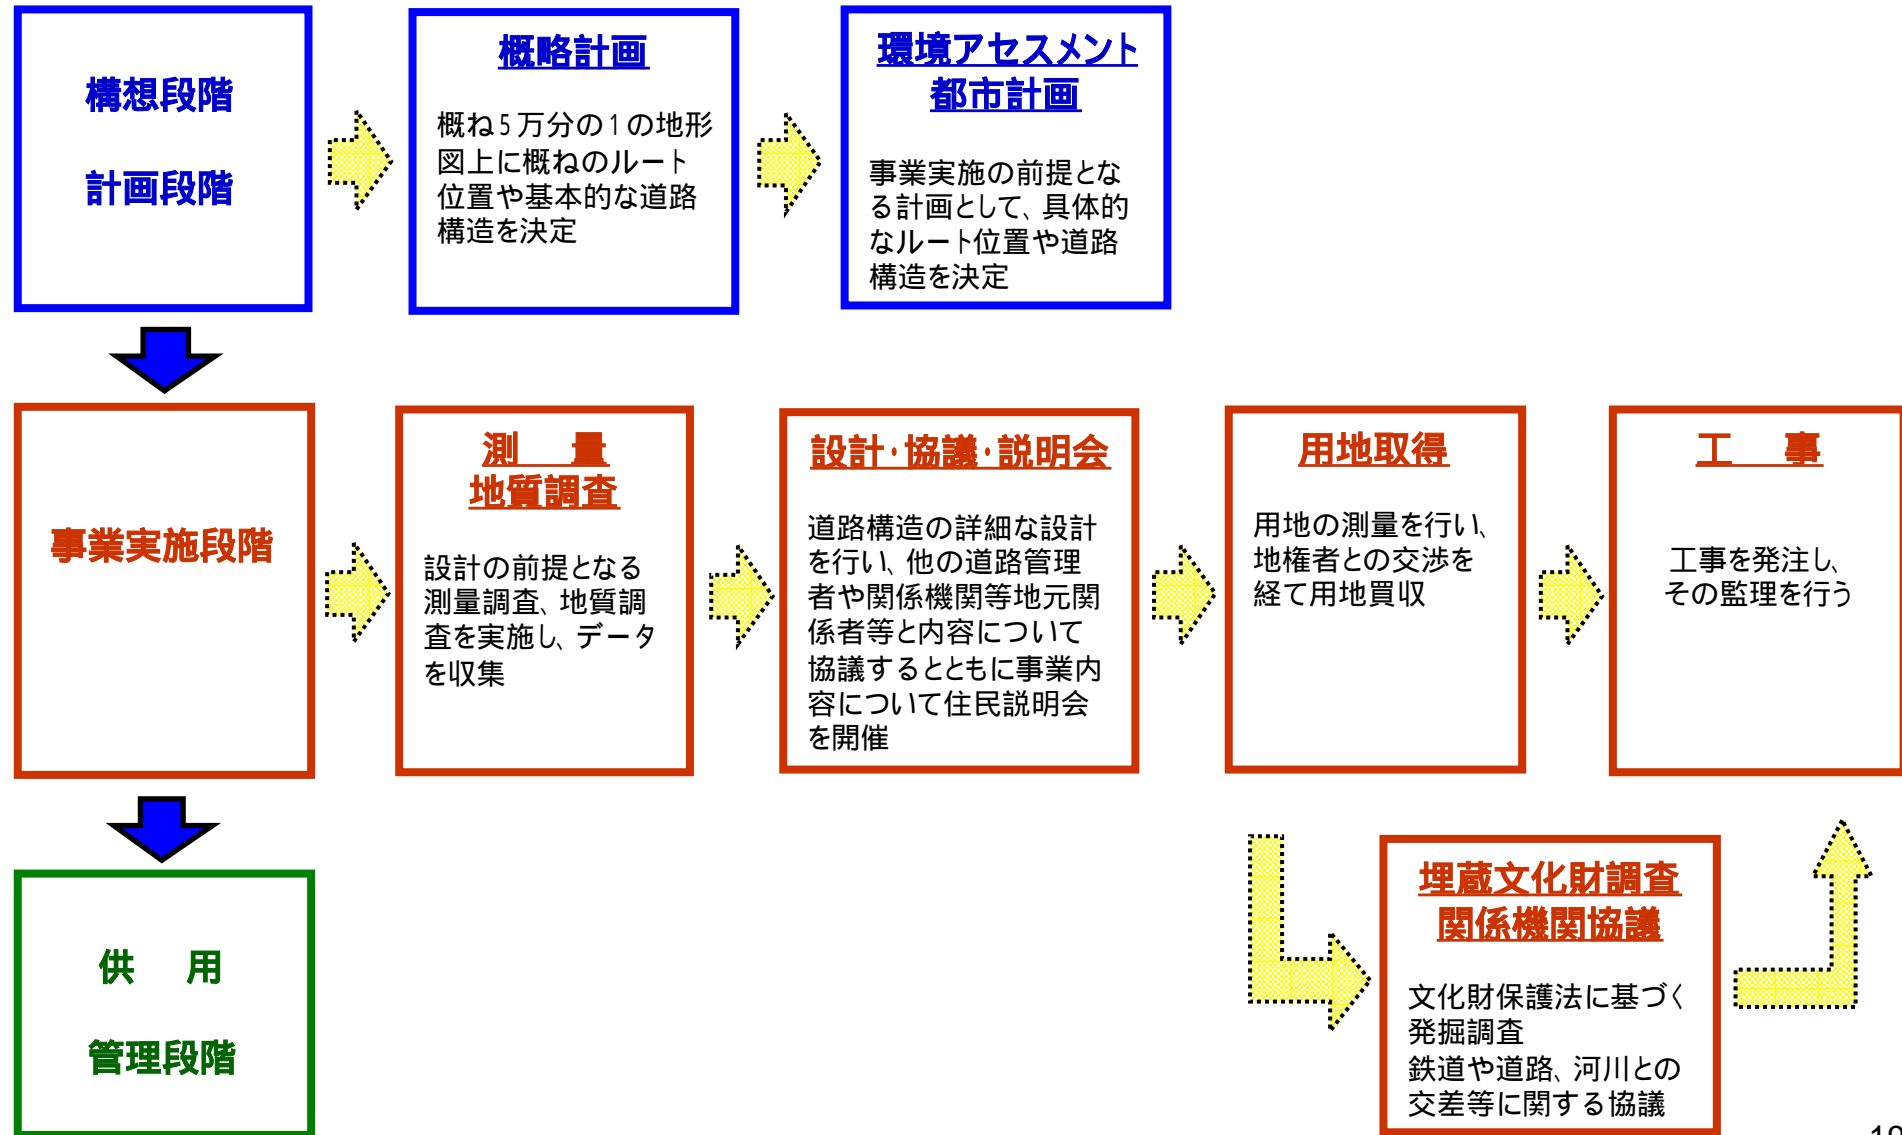 構想段階
計画段階
概略計画
概ね5万分の1の地形
図上に概ねのルート
位置や基本的な道路
構造を決定
環境アセスメント
都市計画
事業実施の前提とな
る計画として、具体的
なルート位置や道路
構造を決定
事業実施段階
測　量
地質調査
設計の前提となる
測量調査、地質調
査を実施し、データ
を収集
設計・協議・説明会
道路構造の詳細な設計
を行い、他の道路管理
者や関係機関等地元関
係者等と内容について
協議するとともに事業内
容について住民説明会
を開催
用地取得
用地の測量を行い、
地権者との交渉を
経て用地買収
工　事
工事を発注し、
その監理を行う
埋蔵文化財調査
関係機関協議
文化財保護法に基づく
発掘調査
鉄道や道路、河川との
交差等に関する協議
供　用
管理段階